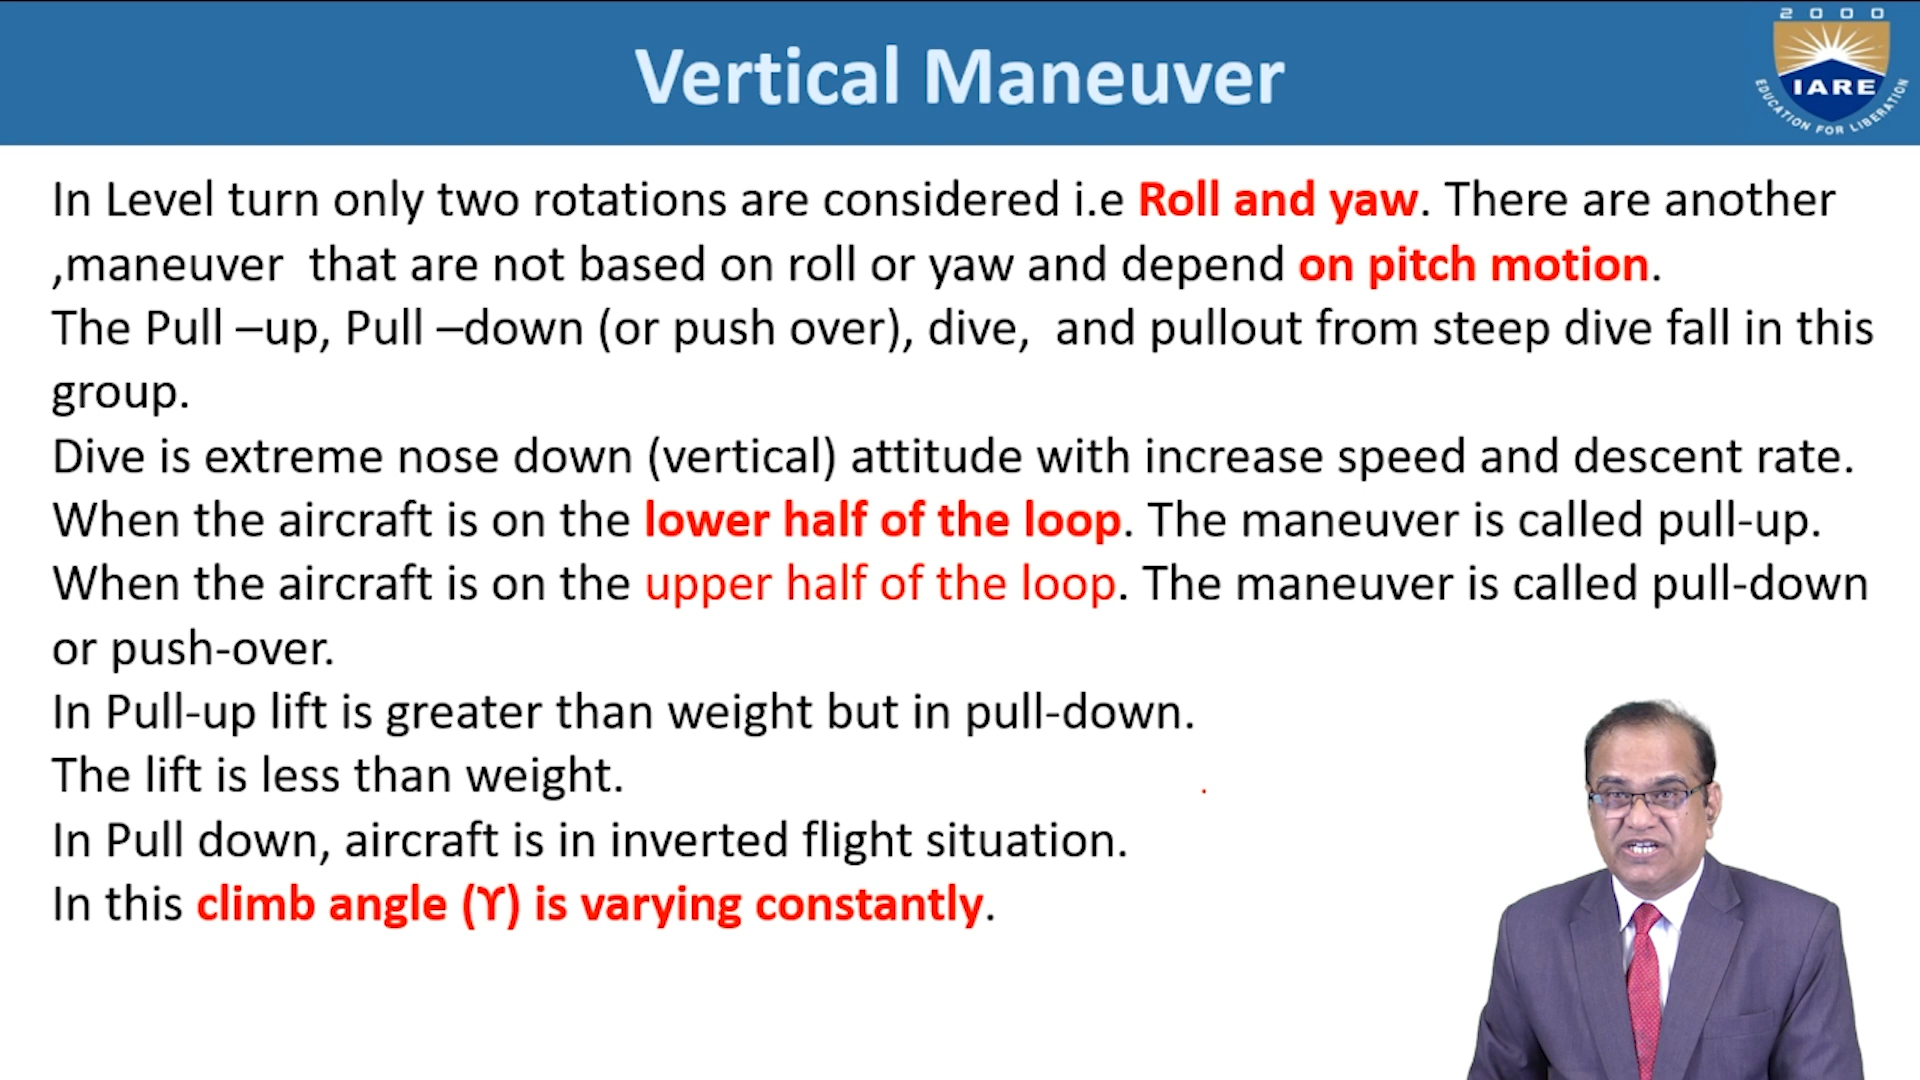 Vertical Maneuver
2000
IARE
EDUCATION FOR LIBERATION
In Level turn only two rotations are considered i.e Roll and yaw. There are another
,maneuver  that are not based on roll or yaw and depend on pitch motion.
The Pull –up, Pull –down (or push over), dive,  and pullout from steep dive fall in this
group.
Dive is extreme nose down (vertical) attitude with increase speed and descent rate.
When the aircraft is on the lower half of the loop. The maneuver is called pull-up.
When the aircraft is on the upper half of the loop. The maneuver is called pull-down
or push-over.
In Pull-up lift is greater than weight but in pull-down.
The lift is less than weight.
In Pull down, aircraft is in inverted flight situation.
In this climb angle (ϒ) is varying constantly.